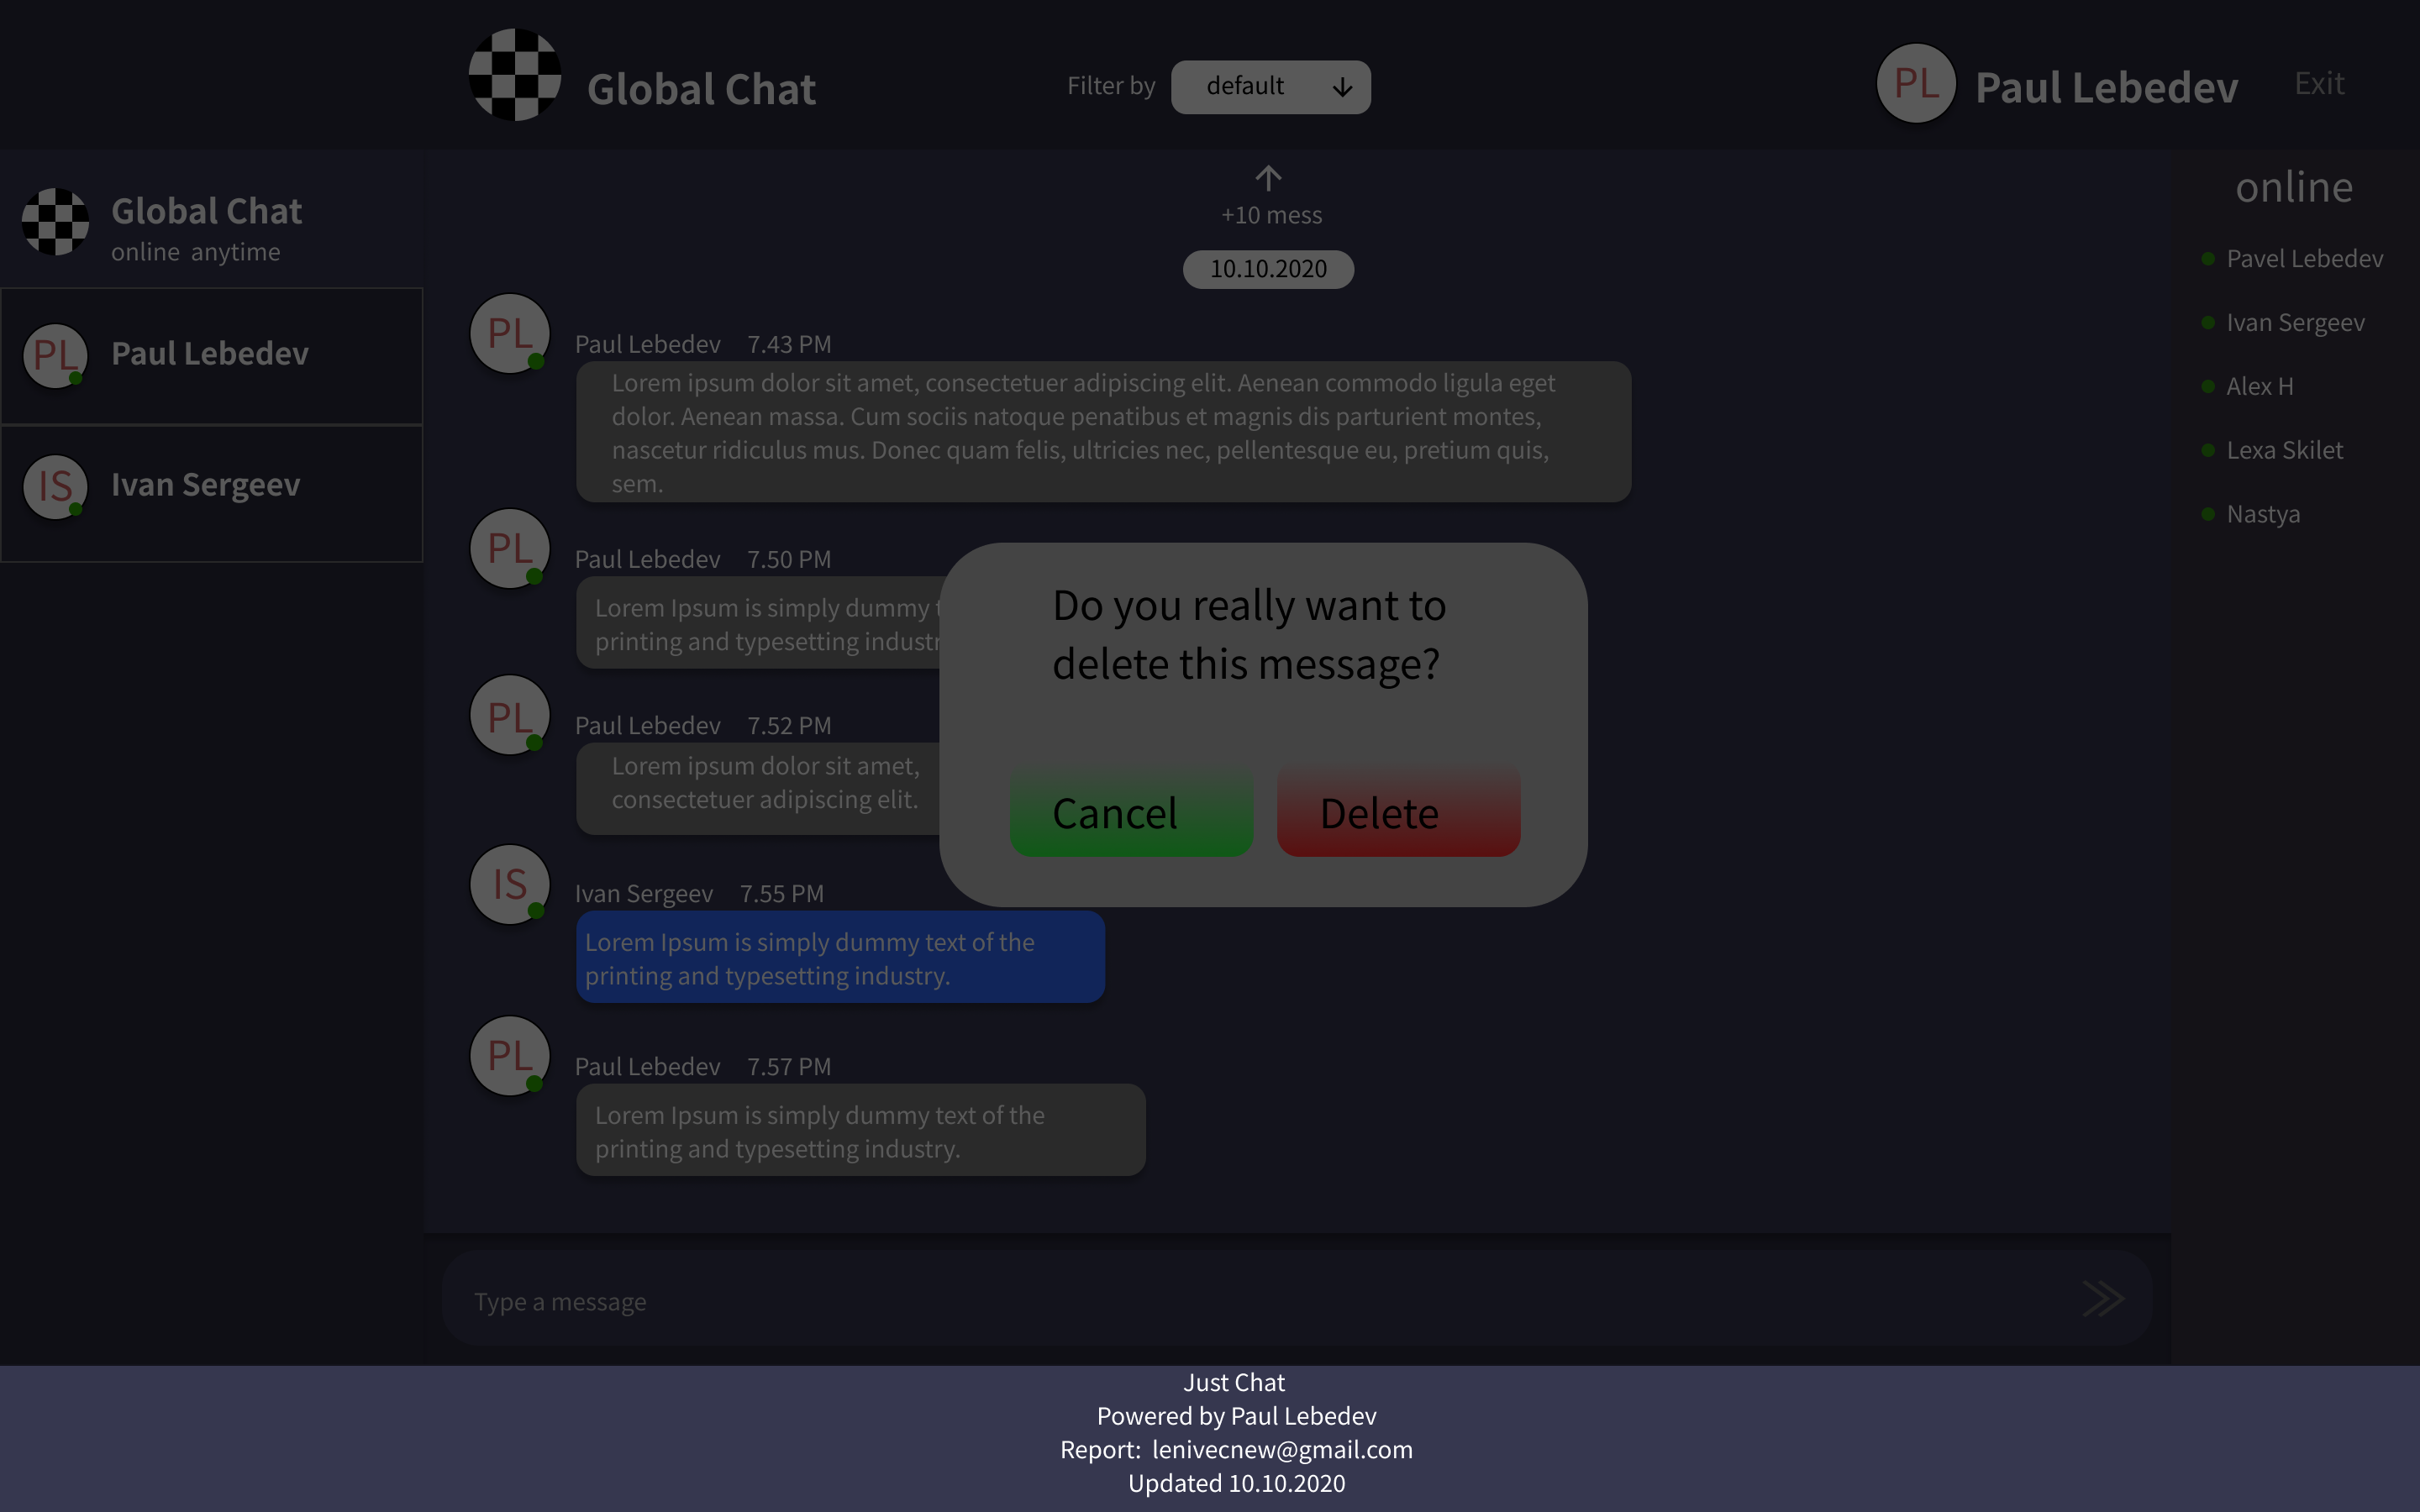 Global Chat
Filter by
default
PL
Paul Lebedev
Exit
Global Chat
online anytime
PL
Paul Lebedev
IS
Ivan Sergeev
+10 mess
10.10.2020
PL
Paul Lebedev 7.43 PM
Lorem ipsum dolor sit amet, consectetuer adipiscing elit. Aenean commodo ligula eget
dolor. Aenean massa. Cum sociis natoque penatibus et magnis dis parturient montes,
nascetur ridiculus mus. Donec quam felis, ultricies nec, pellentesque eu, pretium quis,
sem.
PL
Paul Lebedev 7.50 PM
Lorem Ipsum is simply dummy
printing and typesetting industr
PL
Paul Lebedev 7.52 PM
Lorem ipsum dolor sit amet,
consectetuer adipiscing elit.
IS
Ivan Sergeev 7.55 PM
Lorem Ipsum is simply dummy text of the
printing and typesetting industry.
PL
Paul Lebedev 7.57 PM
Lorem Ipsum is simply dummy text of the
printing and typesetting industry.
Do you really want to
delete this message?
Cancel
Delete
online
Pavel Lebedev
Ivan Sergeev
Alex H
Lexa Skilet
Nastya
Type a message
Just Chat
Powered by Paul Lebedev
Report: lenivecnew@gmail.com
Updated 10.10.2020